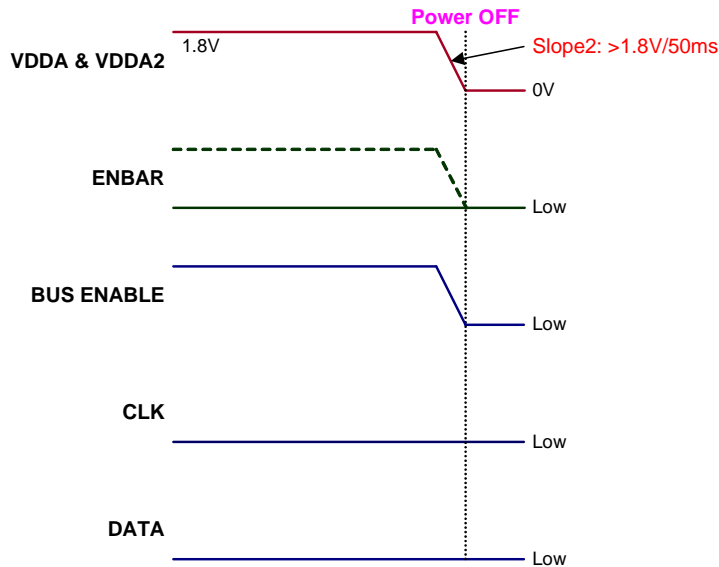 Power OFF
1.8V
Slope2: >1.8V/50ms
VDDA & VDDA2
0V
ENBAR
Low
BUS ENABLE
Low
CLK
Low
DATA
Low